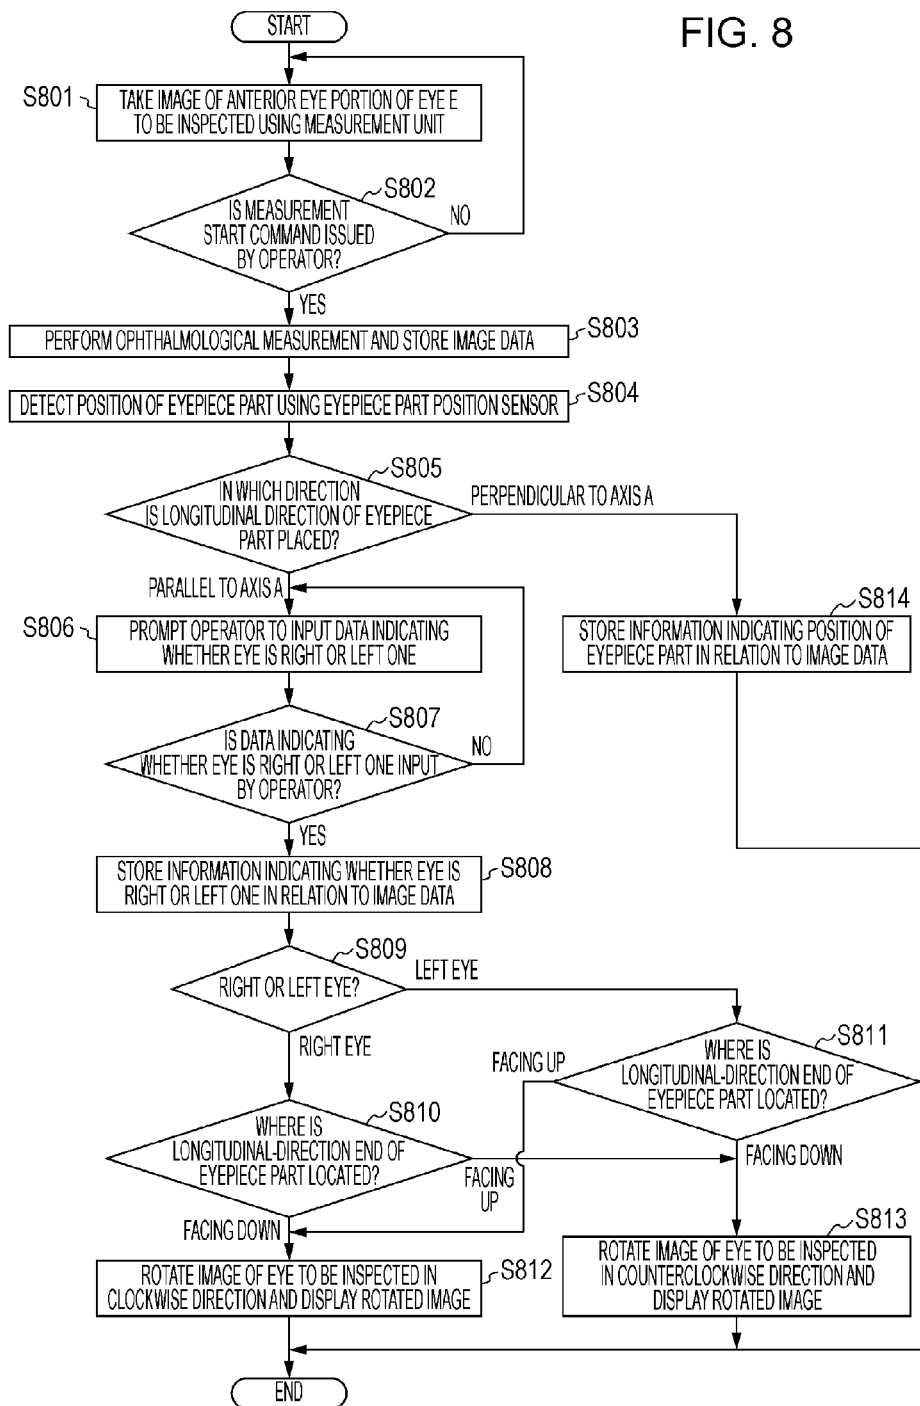 FIG. 8
START
S801
TAKE IMAGE OF ANTERIOR EYE PORTION OF EYE E
TO BE INSPECTED USING MEASUREMENT UNIT
S802
IS MEASUREMENT
START COMMAND ISSUED
BY OPERATOR?
NO
YES
PERFORM OPHTHALMOLOGICAL MEASUREMENT AND STORE IMAGE DATA
S803
DETECT POSITION OF EYEPIECE PART USING EYEPIECE PART POSITION SENSOR
S804
S805
IN WHICH DIRECTION
IS LONGITUDINAL DIRECTION OF EYEPIECE
PART PLACED?
PERPENDICULAR TO AXIS A
PARALLEL TO AXIS A
S806
PROMPT OPERATOR TO INPUT DATA INDICATING
WHETHER EYE IS RIGHT OR LEFT ONE
S814
STORE INFORMATION INDICATING POSITION OF
EYEPIECE PART IN RELATION TO IMAGE DATA
S807
IS DATA INDICATING
WHETHER EYE IS RIGHT OR LEFT ONE INPUT
BY OPERATOR?
NO
YES
STORE INFORMATION INDICATING WHETHER EYE IS
RIGHT OR LEFT ONE IN RELATION TO IMAGE DATA
S808
S809
RIGHT OR LEFT EYE?
LEFT EYE
RIGHT EYE
S811
WHERE IS
LONGITUDINAL-DIRECTION END OF
EYEPIECE PART LOCATED?
FACING UP
FACING DOWN
S810
WHERE IS
LONGITUDINAL-DIRECTION END OF
EYEPIECE PART LOCATED?
FACING
UP
FACING DOWN
S812
ROTATE IMAGE OF EYE TO BE INSPECTED IN
CLOCKWISE DIRECTION AND DISPLAY ROTATED IMAGE
S813
ROTATE IMAGE OF EYE TO BE INSPECTED
IN COUNTERCLOCKWISE DIRECTION AND
DISPLAY ROTATED IMAGE
END